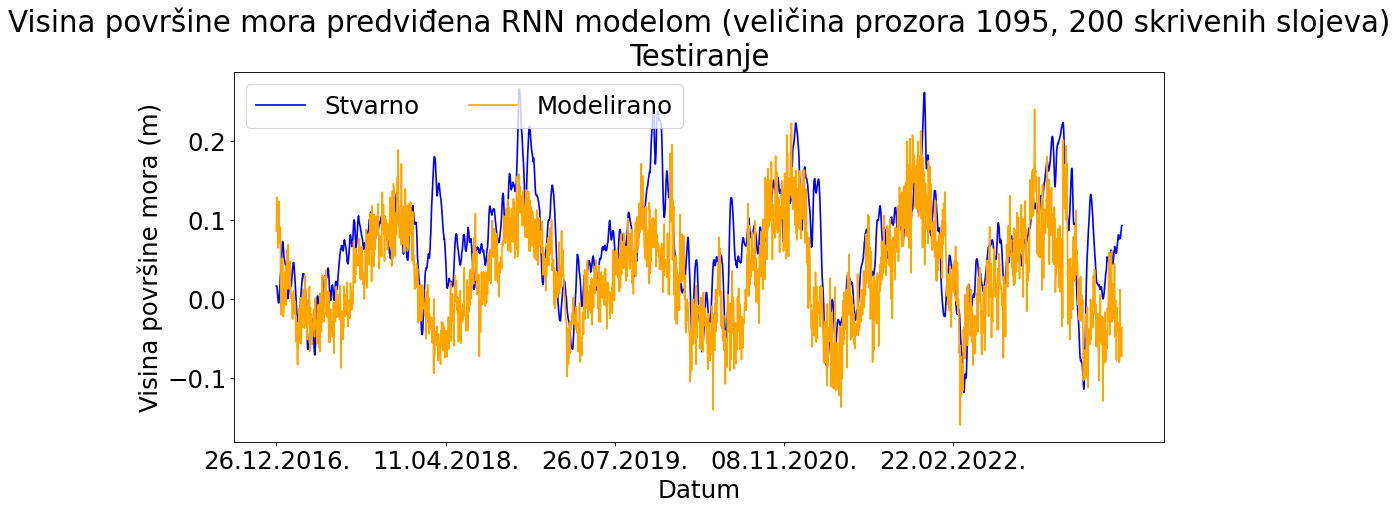 Visina površine mora predviđena RNN modelom (veličina prozora 1095, 200 skrivenih slojeva)
Testiranje
Stvarno Modelirano
Visina površine mora (m)
0.2
0.1
0.0
−0.1
26.12.2016. 11.04.2018. 26.07.2019. 08.11.2020. 22.02.2022.
Datum